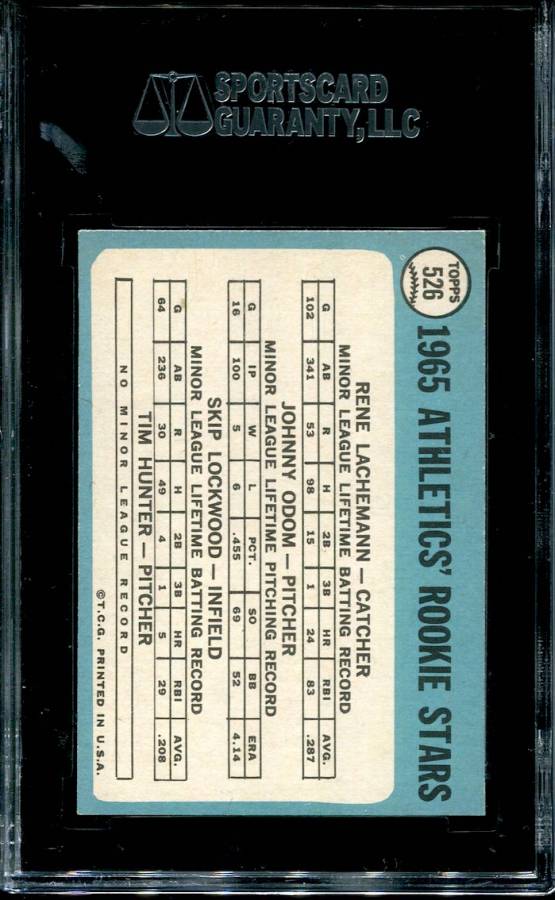 SPORTSCARD
GUARANTY, LLC
TOPPS
526
1965 ATHLETICS' ROOKIE STARS
RENE LACHEMANN — CATCHER
MINOR LEAGUE LIFETIME BATTING RECORD
G AB R H 2B 3B HR RBI AVG.
102 341 53 98 15 1 24 83 .287
JOHNNY ODOM — PITCHER
MINOR LEAGUE LIFETIME PITCHING RECORD
G IP W L PCT. SO BB ERA
16 100 5 6 .455 69 52 4.14
SKIP LOCKWOOD — INFIELD
MINOR LEAGUE LIFETIME BATTING RECORD
G AB R H 2B 3B HR RBI AVG.
64 236 30 49 4 1 5 29 .208
TIM HUNTER — PITCHER
NO MINOR LEAGUE RECORD
©T.C.G. PRINTED IN U.S.A.